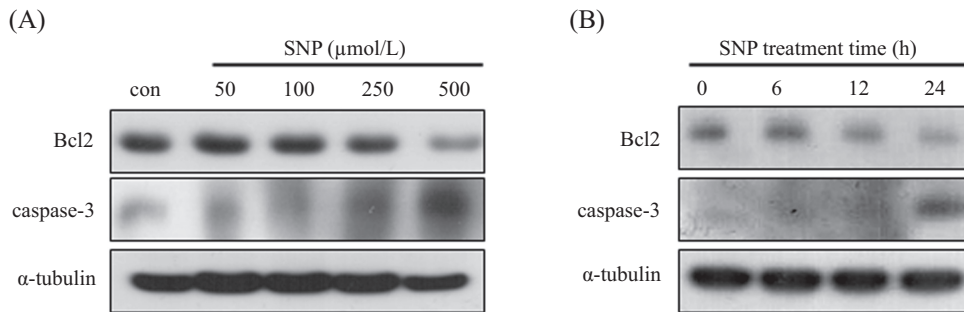 (A)
SNP (μmol/L)
con 50 100 250 500
Bcl2
caspase-3
α-tubulin
(B)
SNP treatment time (h)
0 6 12 24
Bcl2
caspase-3
α-tubulin